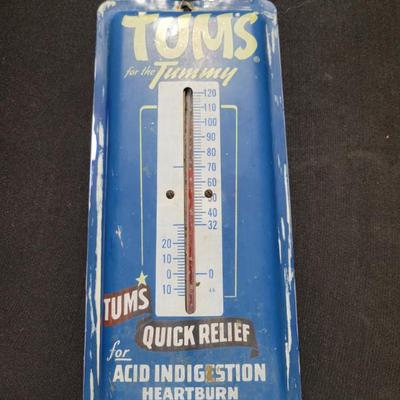 TUMS®
for the Tummy
120
100
90
80
70
60
50
40
32
20
10
0 0
10
TUMS
QUICK RELIEF
for
ACID INDIGESTION
HEARTBURN